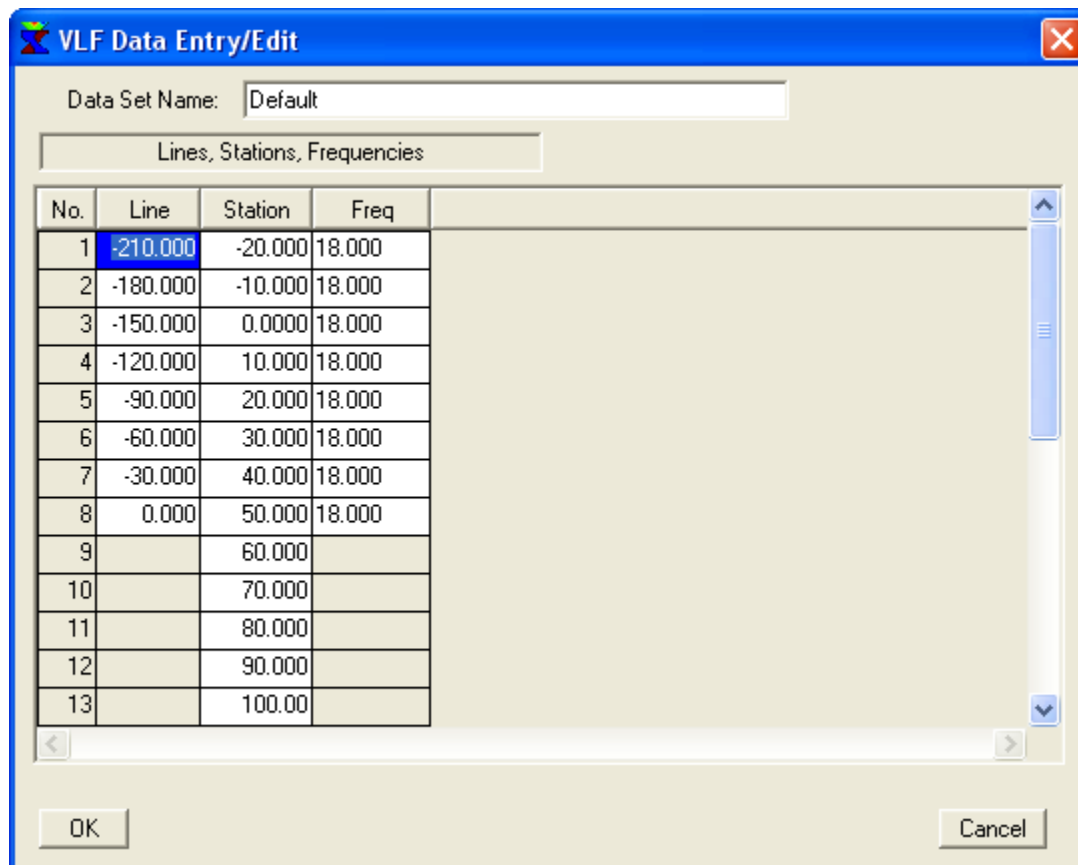 VLF Data Entry/Edit
Data Set Name: Default
Lines, Stations, Frequencies
No. Line Station Freq
1 -210.000 -20.000 18.000
2 -180.000 -10.000 18.000
3 -150.000 0.0000 18.000
4 -120.000 10.000 18.000
5 -90.000 20.000 18.000
6 -60.000 30.000 18.000
7 -30.000 40.000 18.000
8 0.000 50.000 18.000
9 60.000
10 70.000
11 80.000
12 90.000
13 100.00
OK Cancel